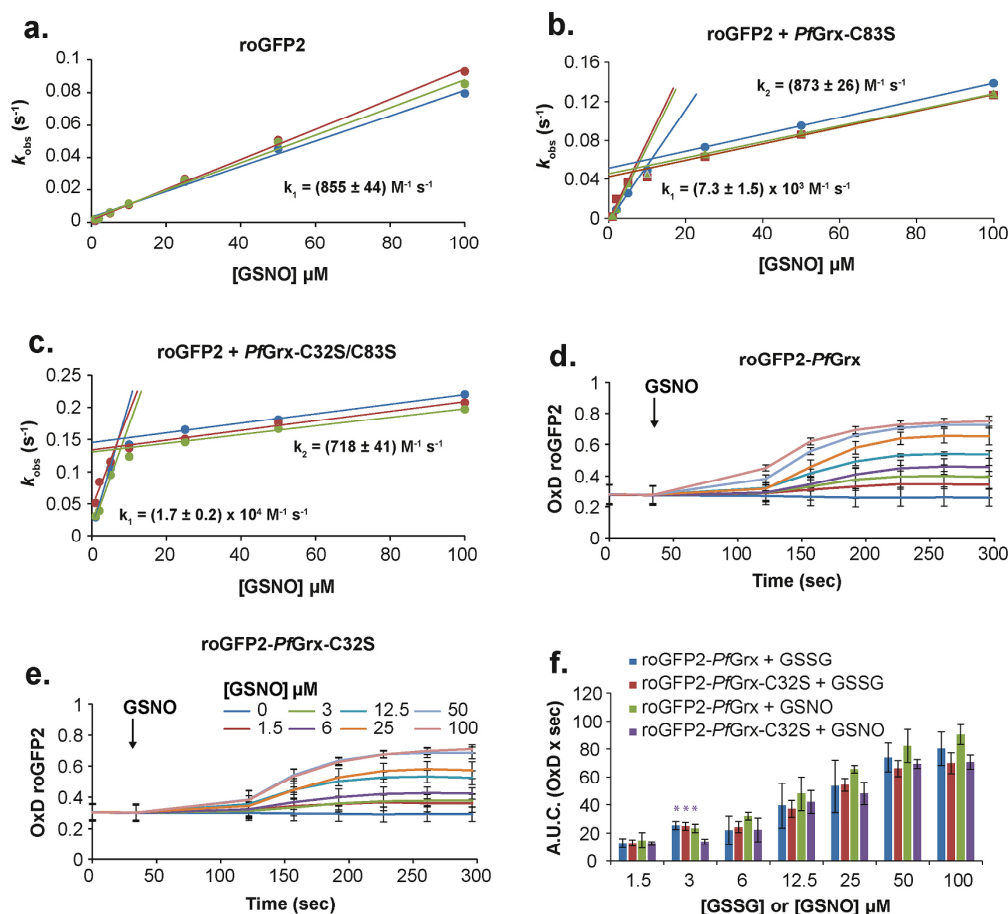 a.
roGFP2
0.1
0.08
0.06
0.04
0.02
0
k_obs (s⁻¹)
k₁ = (855 ± 44) M⁻¹ s⁻¹
0 20 40 60 80 100
[GSNO] µM
b.
roGFP2 + PfGrx-C83S
0.16
0.12
0.08
0.04
0
k_obs (s⁻¹)
k₂ = (873 ± 26) M⁻¹ s⁻¹
k₁ = (7.3 ± 1.5) x 10³ M⁻¹ s⁻¹
0 20 40 60 80 100
[GSNO] µM
c.
roGFP2 + PfGrx-C32S/C83S
0.25
0.2
0.15
0.1
0.05
0
k_obs (s⁻¹)
k₂ = (718 ± 41) M⁻¹ s⁻¹
k₁ = (1.7 ± 0.2) x 10⁴ M⁻¹ s⁻¹
0 20 40 60 80 100
[GSNO] µM
d.
roGFP2-PfGrx
1
0.8
0.6
0.4
0.2
0
OxD roGFP2
GSNO
0 50 100 150 200 250 300
Time (sec)
e.
roGFP2-PfGrx-C32S
[GSNO] µM
0 3 12.5 50
1.5 6 25 100
1
0.8
0.6
0.4
0.2
0
OxD roGFP2
GSNO
0 50 100 150 200 250 300
Time (sec)
f.
roGFP2-PfGrx + GSSG
roGFP2-PfGrx-C32S + GSSG
roGFP2-PfGrx + GSNO
roGFP2-PfGrx-C32S + GSNO
120
100
80
60
40
20
0
A.U.C. (OxD x sec)
***
1.5 3 6 12.5 25 50 100
[GSSG] or [GSNO] µM